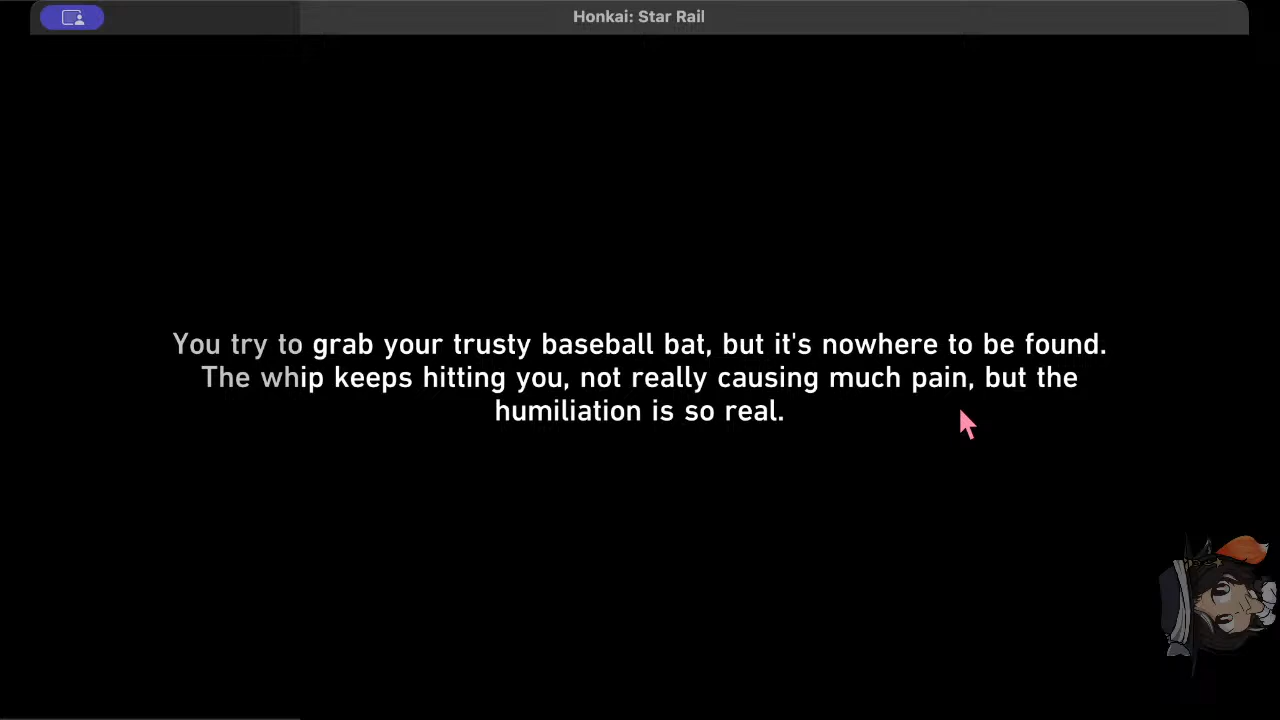 Honkai: Star Rail
You try to grab your trusty baseball bat, but it's nowhere to be found.
The whip keeps hitting you, not really causing much pain, but the
humiliation is so real.